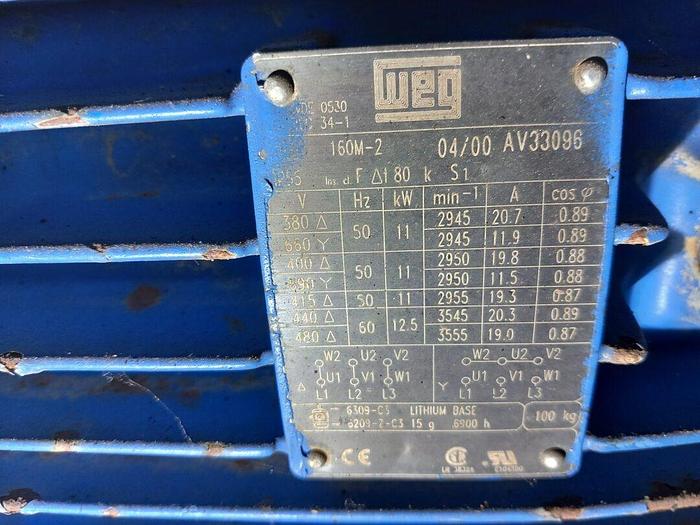 WEG
0530
34-1
160M-2 04/00 AV33096
Ins. cl F Δt 80 k S1
V Hz kW min-1 A cos φ
380 Δ 50 11 2945 20.7 0.89
660 Y 2945 11.9 0.89
400 Δ 50 11 2950 19.8 0.88
690 Y 2950 11.5 0.88
415 Δ 50 11 2955 19.3 0.87
440 Δ 60 12.5 3545 20.3 0.89
480 Δ 3555 19.0 0.87
W2 U2 V2 W2 U2 V2
Δ U1 V1 W1 Y U1 V1 W1
L1 L2 L3 L1 L2 L3
6309-C3 LITHIUM BASE 100 kg
6209-Z-C3 15 g 6900 h
CE